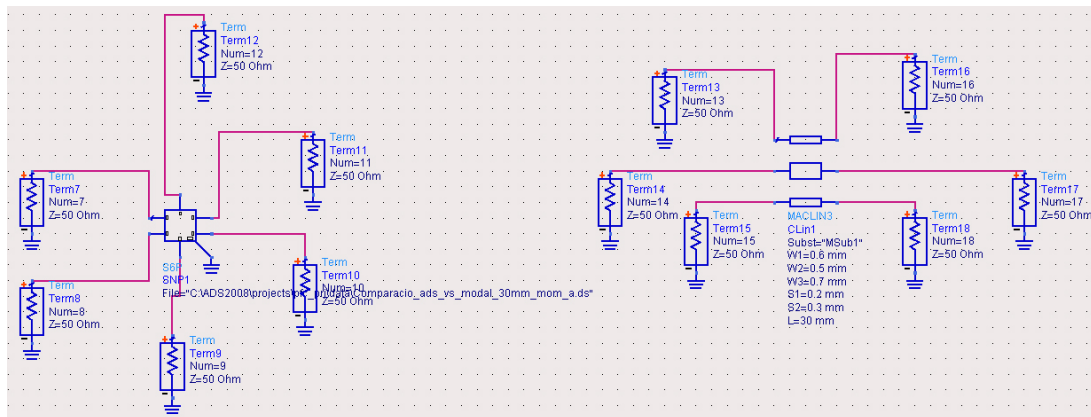 Term
Term12
Num=12
Z=50 Ohm
Term
Term11
Num=11
Z=50 Ohm
Term
Term7
Num=7
Z=50 Ohm
S6P
SNP1
Term
Term10
Num=10
Z=50 Ohm
Term
Term8
Num=8
Z=50 Ohm
Term
Term9
Num=9
Z=50 Ohm
Term
Term13
Num=13
Z=50 Ohm
Term
Term16
Num=16
Z=50 Ohm
Term
Term14
Num=14
Z=50 Ohm
Term
Term17
Num=17
Z=50 Ohm
Term
Term15
Num=15
Z=50 Ohm
MACLIN3
CLin1
Subst="MSub1"
W1=0.6 mm
W2=0.5 mm
W3=0.7 mm
S1=0.2 mm
S2=0.3 mm
L=30 mm
Term
Term18
Num=18
Z=50 Ohm